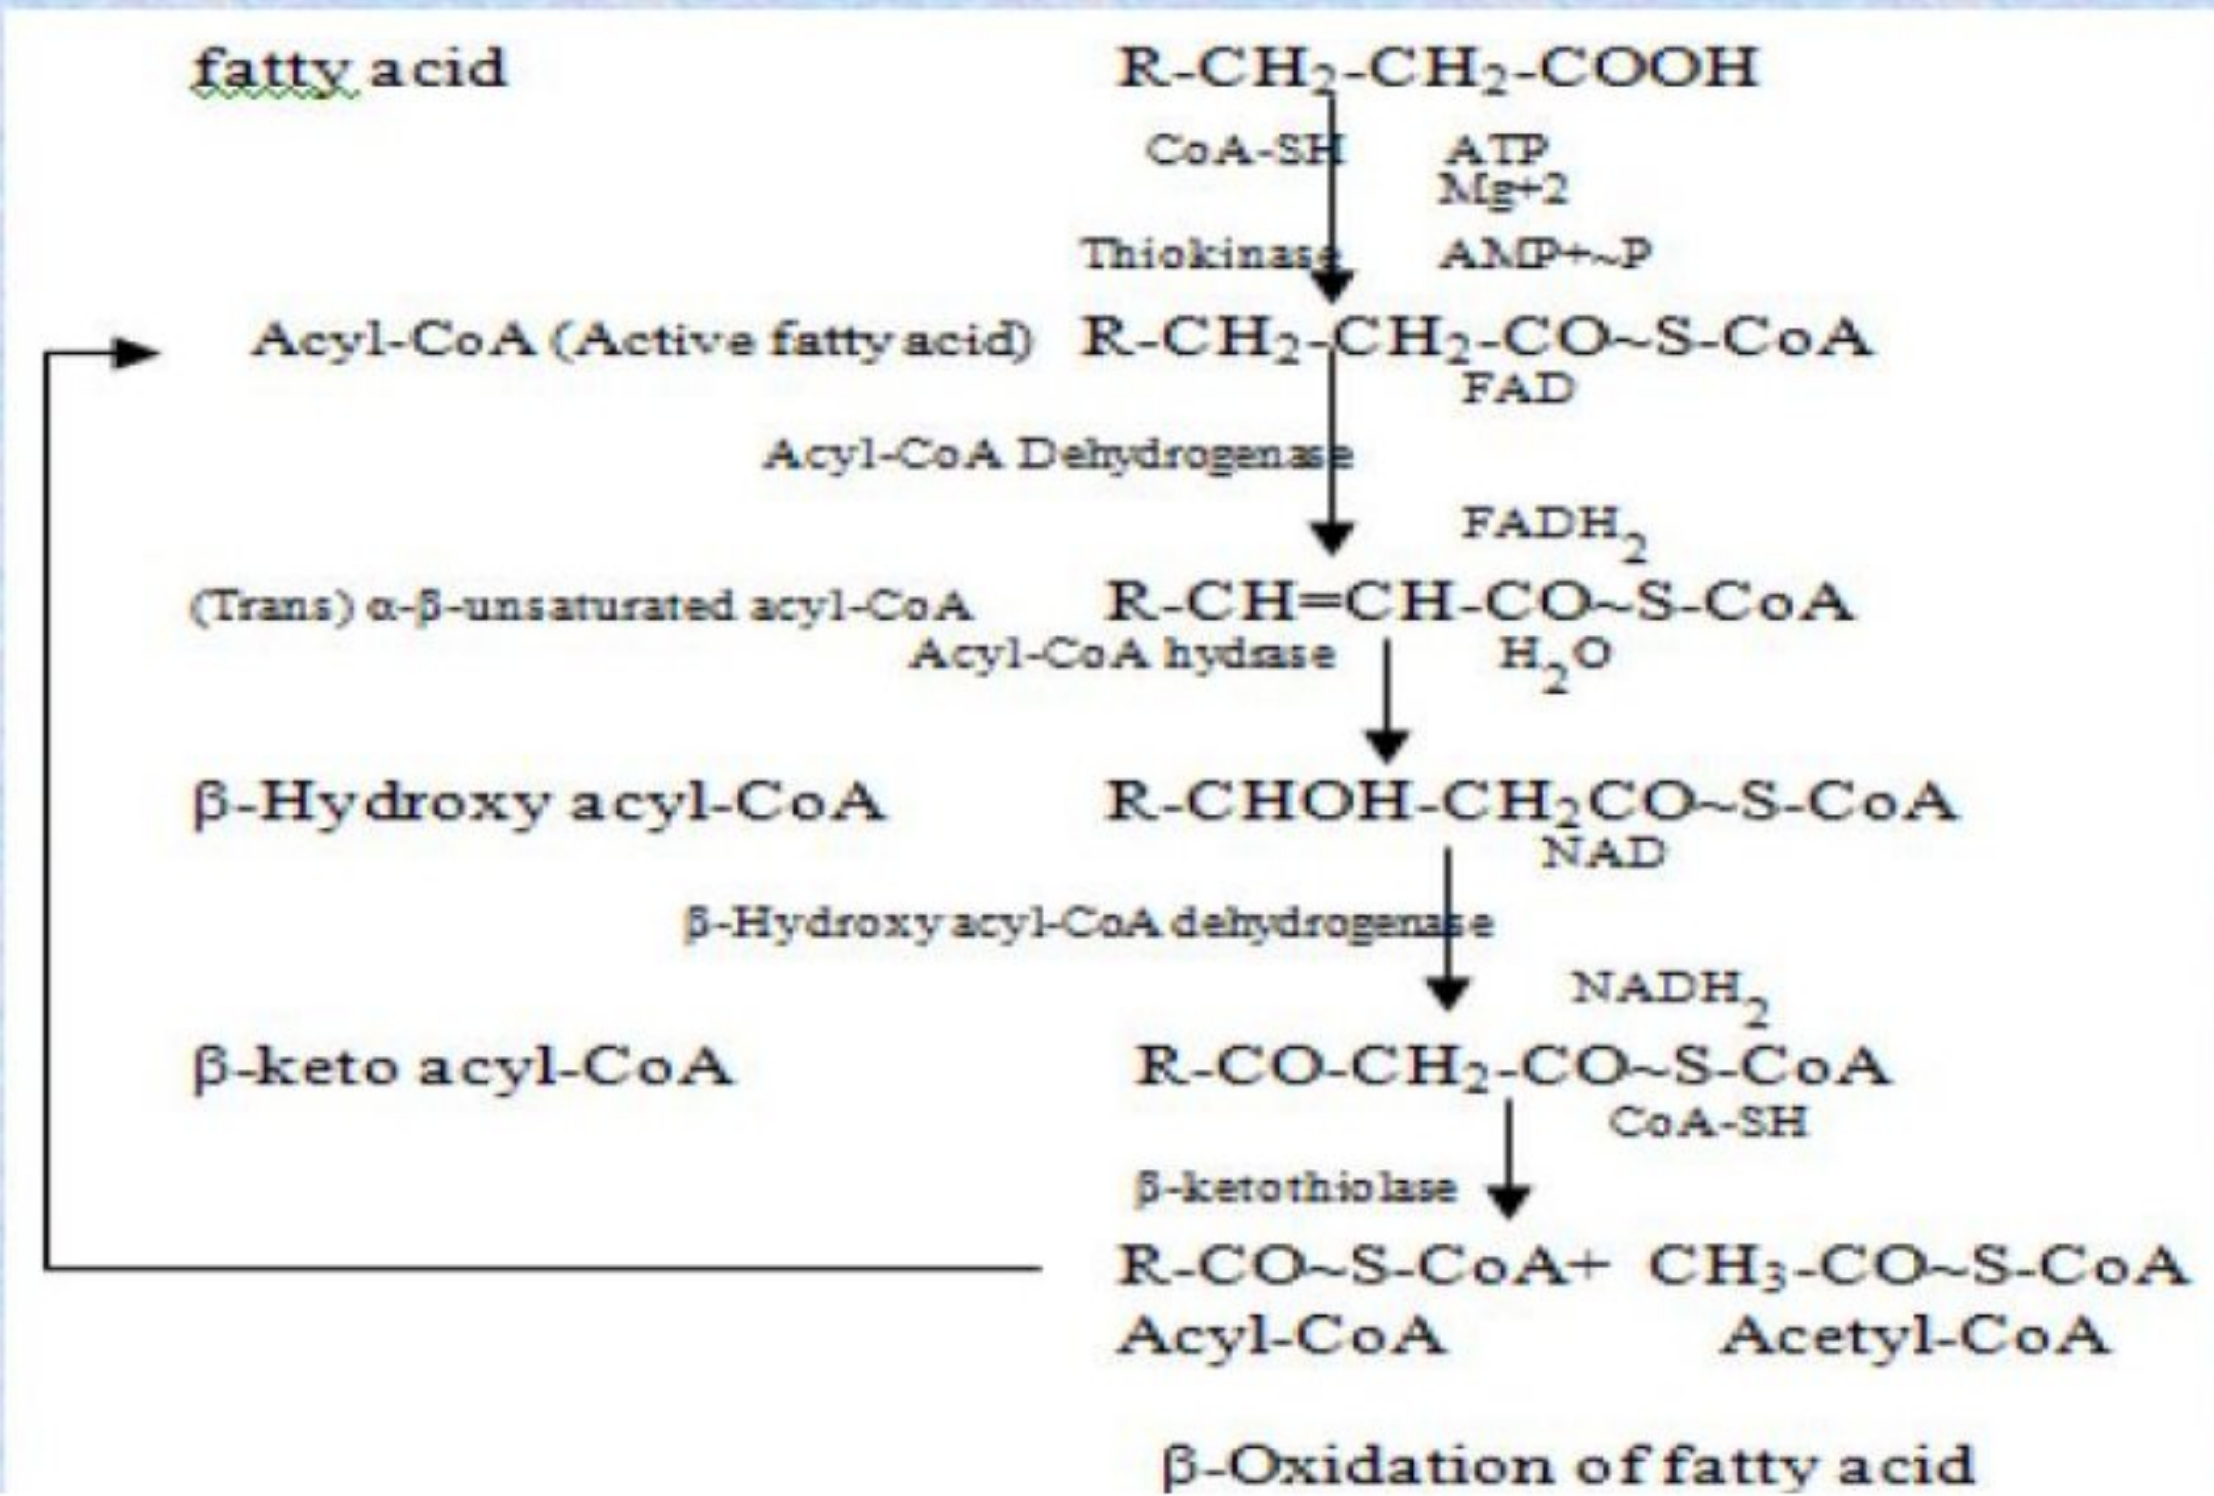 fatty acid R-CH₂-CH₂-COOH
CoA-SH ATP
Mg+2
Thiokinase AMP+~P
Acyl-CoA (Active fatty acid) R-CH₂-CH₂-CO~S-CoA
FAD
Acyl-CoA Dehydrogenase
FADH₂
(Trans) α-β-unsaturated acyl-CoA R-CH=CH-CO~S-CoA
Acyl-CoA hydrase H₂O
β-Hydroxy acyl-CoA R-CHOH-CH₂CO~S-CoA
NAD
β-Hydroxy acyl-CoA dehydrogenase
NADH₂
β-keto acyl-CoA R-CO-CH₂-CO~S-CoA
CoA-SH
β-ketothiolase
R-CO~S-CoA+ CH₃-CO~S-CoA
Acyl-CoA Acetyl-CoA
β-Oxidation of fatty acid